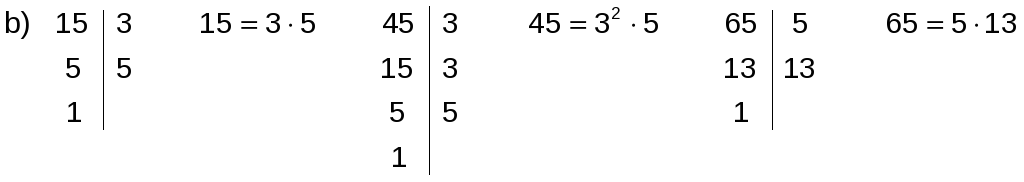 b) 15 | 3 15 = 3 · 5 45 | 3 45 = 3² · 5 65 | 5 65 = 5 · 13
5 | 5 15 | 3 13 | 13
1 | 5 | 5 1 |
1 |